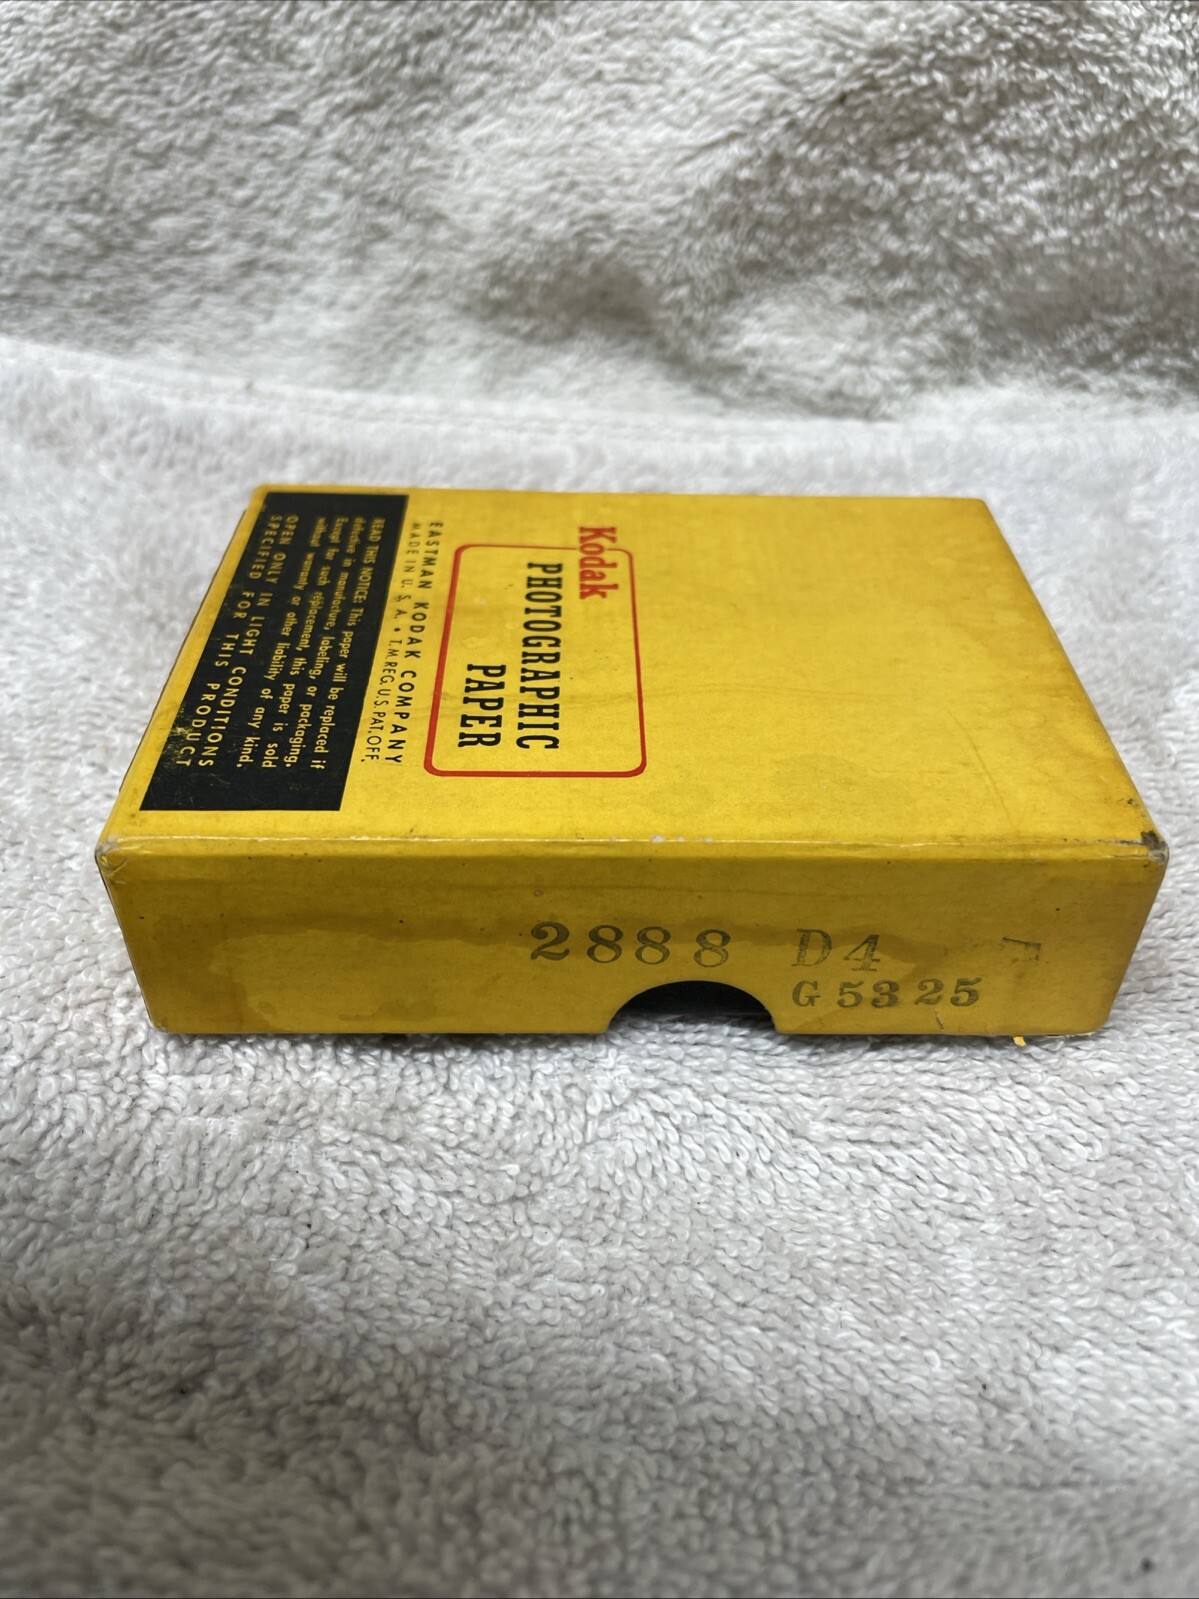 Kodak
PHOTOGRAPHIC
PAPER
EASTMAN KODAK COMPANY
MADE IN U. S. A. • T.M.REG.U.S.PAT.OFF.
READ THIS NOTICE: This paper will be replaced if
defective in manufacture, labeling, or packaging.
Except for such replacement, this paper is sold
without warranty or other liability of any kind.
OPEN ONLY IN LIGHT CONDITIONS
SPECIFIED FOR THIS PRODUCT
2888 D4
G5325